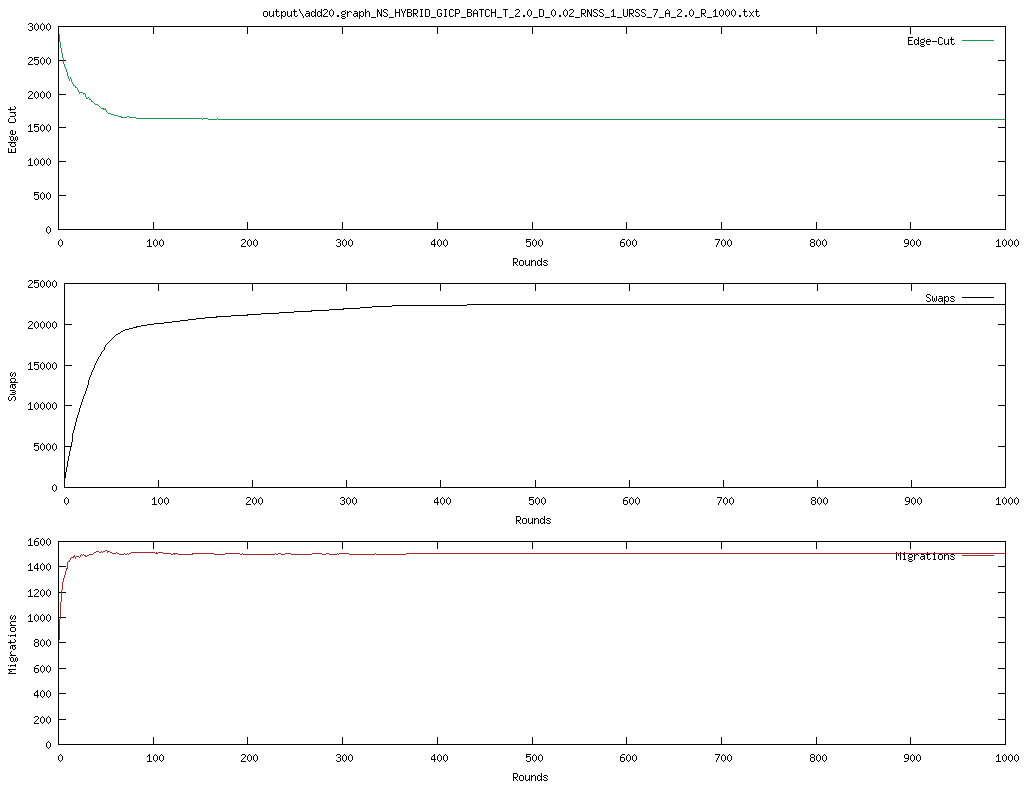 output\add20.graph_NS_HYBRID_GICP_BATCH_T_2.0_D_0.02_RNSS_1_URSS_7_A_2.0_R_1000.txt
3000
2500
2000
1500
1000
500
0
Edge Cut
Edge-Cut
0 100 200 300 400 500 600 700 800 900 1000
Rounds
25000
20000
15000
10000
5000
0
Swaps
Swaps
0 100 200 300 400 500 600 700 800 900 1000
Rounds
1600
1400
1200
1000
800
600
400
200
0
Migrations
Migrations
0 100 200 300 400 500 600 700 800 900 1000
Rounds